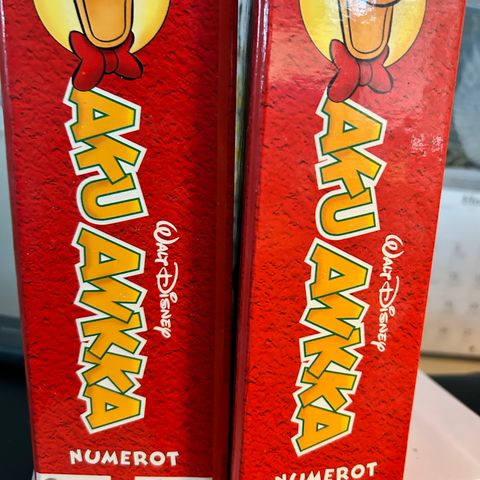 AKU ANKKA
WALT DISNEY
NUMEROT
AKU ANKKA
WALT DISNEY
NUMEROT